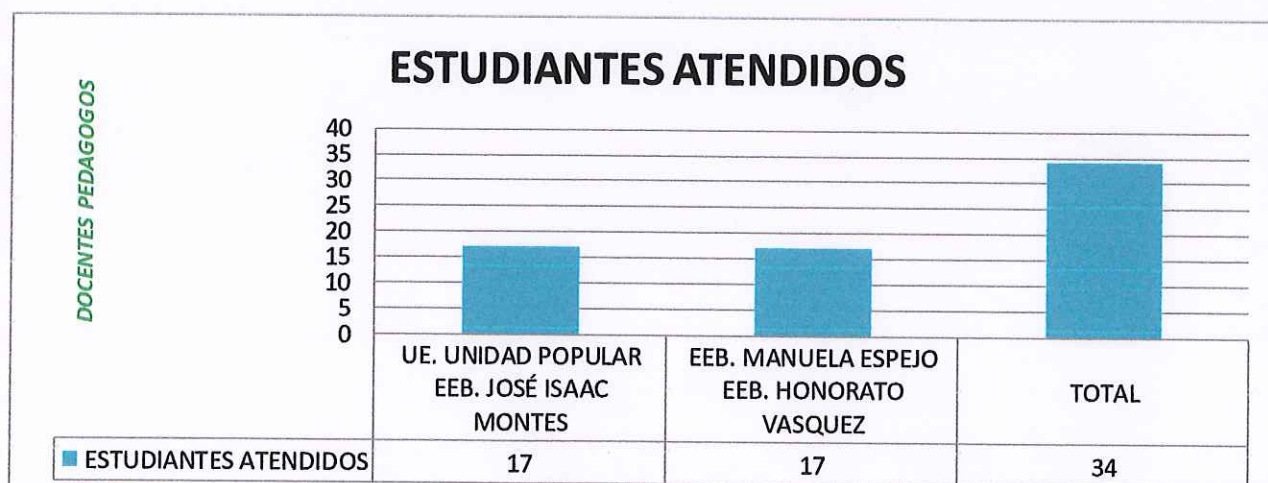 ESTUDIANTES ATENDIDOS
DOCENTES PEDAGOGOS
40
35
30
25
20
15
10
5
0
UE. UNIDAD POPULAR
EEB. JOSÉ ISAAC
MONTES
EEB. MANUELA ESPEJO
EEB. HONORATO
VASQUEZ
TOTAL
ESTUDIANTES ATENDIDOS 17 17 34